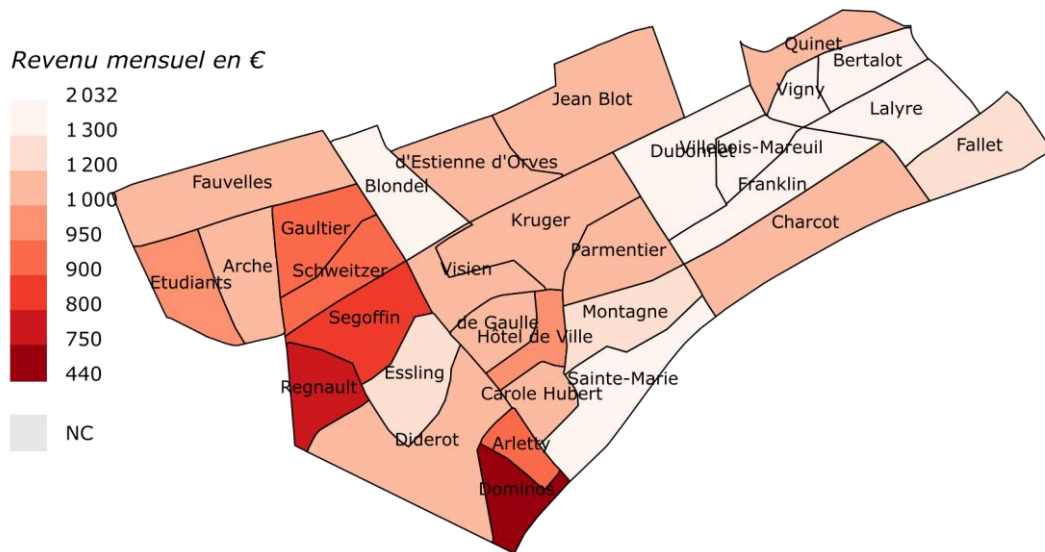 Revenu mensuel en €
2 032
1 300
1 200
1 000
950
900
800
750
440
NC
Quinet
Bertalot
Vigny
Jean Blot
Lalyre
Dubonnet
Villebois-Mareuil
Fallet
d'Estienne d'Orves
Fauvelles
Blondel
Franklin
Kruger
Charcot
Gaultier
Parmentier
Arche
Schweitzer
Visien
Etudiants
Segoffin
de Gaulle
Montagne
Hôtel de Ville
Essling
Sainte-Marie
Regnault
Carole Hubert
Diderot
Arletty
Dominos